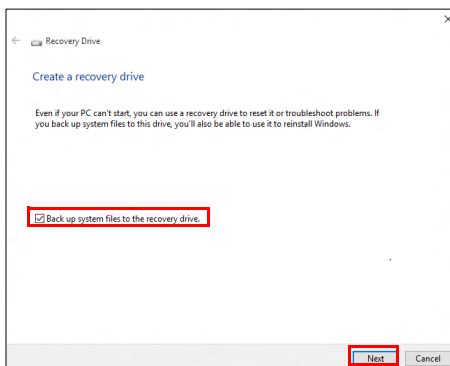 Recovery Drive
Create a recovery drive
Even if your PC can't start, you can use a recovery drive to reset it or troubleshoot problems. If
you back up system files to this drive, you'll also be able to use it to reinstall Windows.
Back up system files to the recovery drive.
Next Cancel